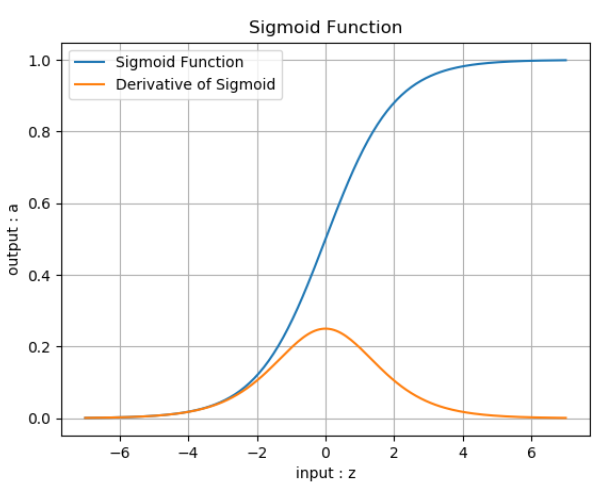 Sigmoid Function
Sigmoid Function
Derivative of Sigmoid
1.0
0.8
0.6
0.4
0.2
0.0
output : a
−6 −4 −2 0 2 4 6
input : z